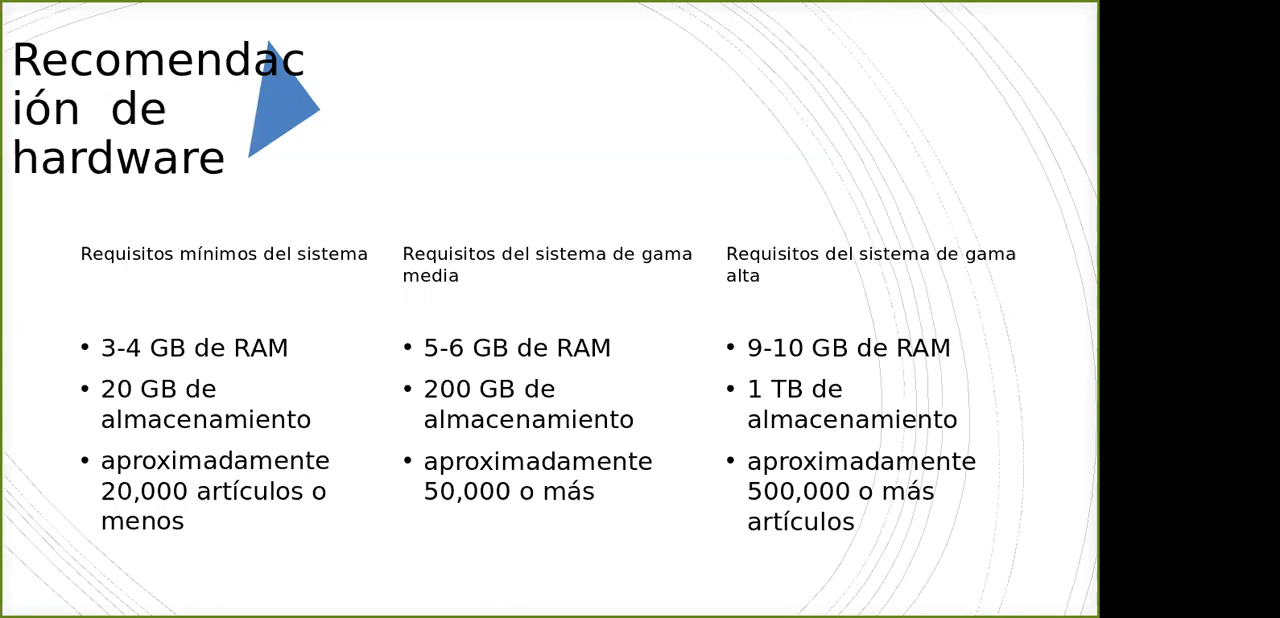 Recomendac
ión de
hardware
Requisitos mínimos del sistema
• 3-4 GB de RAM
• 20 GB de
almacenamiento
• aproximadamente
20,000 artículos o
menos
Requisitos del sistema de gama
media
• 5-6 GB de RAM
• 200 GB de
almacenamiento
• aproximadamente
50,000 o más
Requisitos del sistema de gama
alta
• 9-10 GB de RAM
• 1 TB de
almacenamiento
• aproximadamente
500,000 o más
artículos